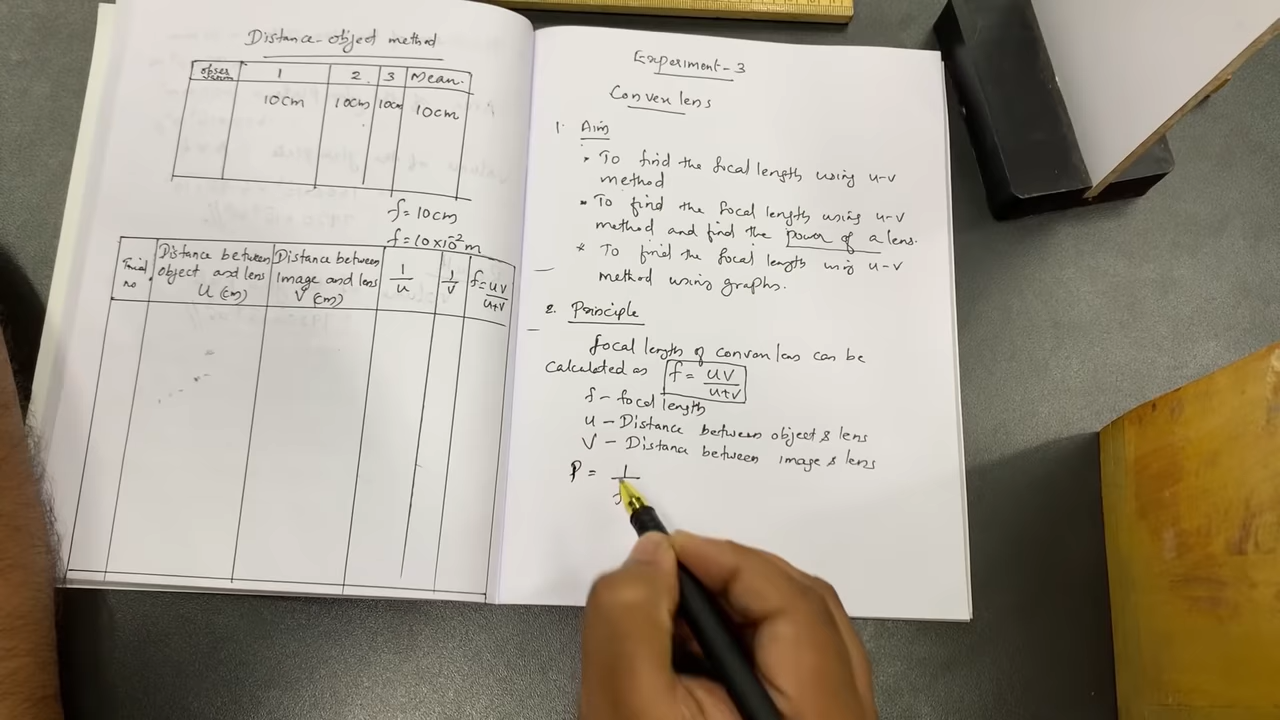 Distance-object method
obser
1 2. 3 Mean.
10cm 10cm 10cm 10cm
f=10cm
f=10×10⁻² m
Trial no
Distance between object and lens U (cm)
Distance between Image and lens V (cm)
1/u
1/v
f=uv/u+v
Experiment-3
Convex lens
1. Aim
• To find the focal length using u-v
method
• To find the focal length using u-v
method and find the power of a lens.
* To find the focal length using u-v
method using graphs.
2. Principle
focal length of convex lens can be
calculated as f = uv/u+v
f - focal length
u - Distance between object & lens
V - Distance between image & lens
P = 1/f